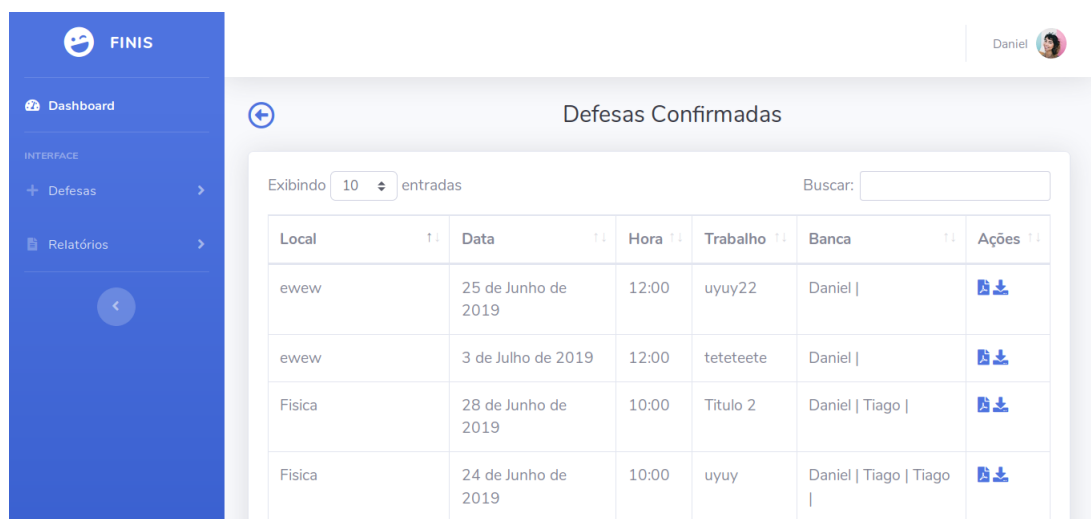 FINIS
Daniel
Dashboard
Defesas Confirmadas
INTERFACE
Defesas
Relatórios
Exibindo 10 entradas
Buscar:
Local Data Hora Trabalho Banca Ações
ewew 25 de Junho de 12:00 uyuy22 Daniel |
2019
ewew 3 de Julho de 2019 12:00 teteteete Daniel |
Fisica 28 de Junho de 10:00 Titulo 2 Daniel | Tiago |
2019
Fisica 24 de Junho de 10:00 uyuy Daniel | Tiago | Tiago
2019 |